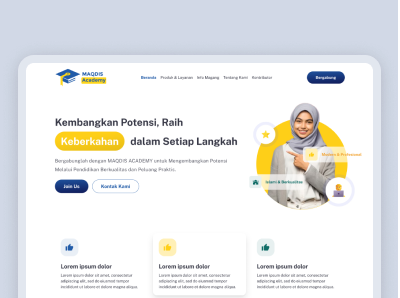 MAQDIS
Academy
Beranda Produk & Layanan Info Magang Tentang Kami Kontributor
Bergabung
Kembangkan Potensi, Raih
Keberkahan dalam Setiap Langkah
Bergabunglah dengan MAQDIS ACADEMY untuk Mengembangkan Potensi
Melalui Pendidikan Berkualitas dan Peluang Praktis.
Join Us Kontak Kami
Modern & Profesional
Islami & Berkualitas
Lorem ipsum dolor
Lorem ipsum dolor sit amet, consectetur
adipiscing elit, sed do eiusmod tempor
incididunt ut labore et dolore magna aliqua.
Lorem ipsum dolor
Lorem ipsum dolor sit amet, consectetur
adipiscing elit, sed do eiusmod tempor
incididunt ut labore et dolore magna aliqua.
Lorem ipsum dolor
Lorem ipsum dolor sit amet, consectetur
adipiscing elit, sed do eiusmod tempor
incididunt ut labore et dolore magna aliqua.